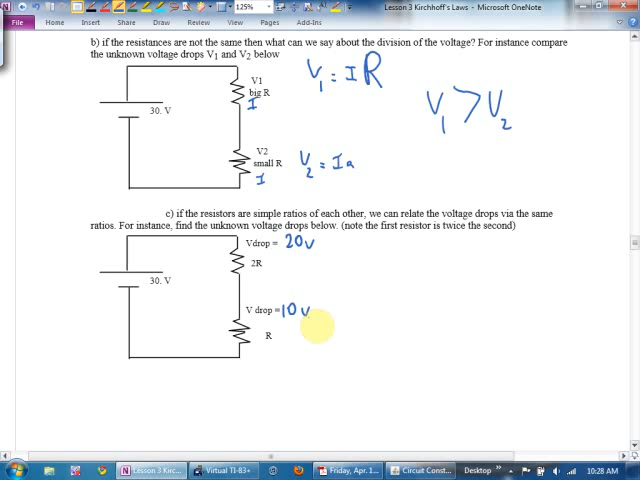 Lesson 3 Kirchhoff's Laws - Microsoft OneNote
125%
File Home Insert Share Draw Review View Add-Ins
b) if the resistances are not the same then what can we say about the division of the voltage? For instance compare
the unknown voltage drops V1 and V2 below
V1 = I R
V1
big R
I
30. V
V1 > V2
V2
small R
I
V2 = I R
c) if the resistors are simple ratios of each other, we can relate the voltage drops via the same
ratios. For instance, find the unknown voltage drops below. (note the first resistor is twice the second)
Vdrop = 20v
2R
30. V
V drop = 10v
R
Lesson 3 Kirc...
Virtual TI-83+
Friday, Apr. 1...
Circuit Const...
Desktop
10:28 AM